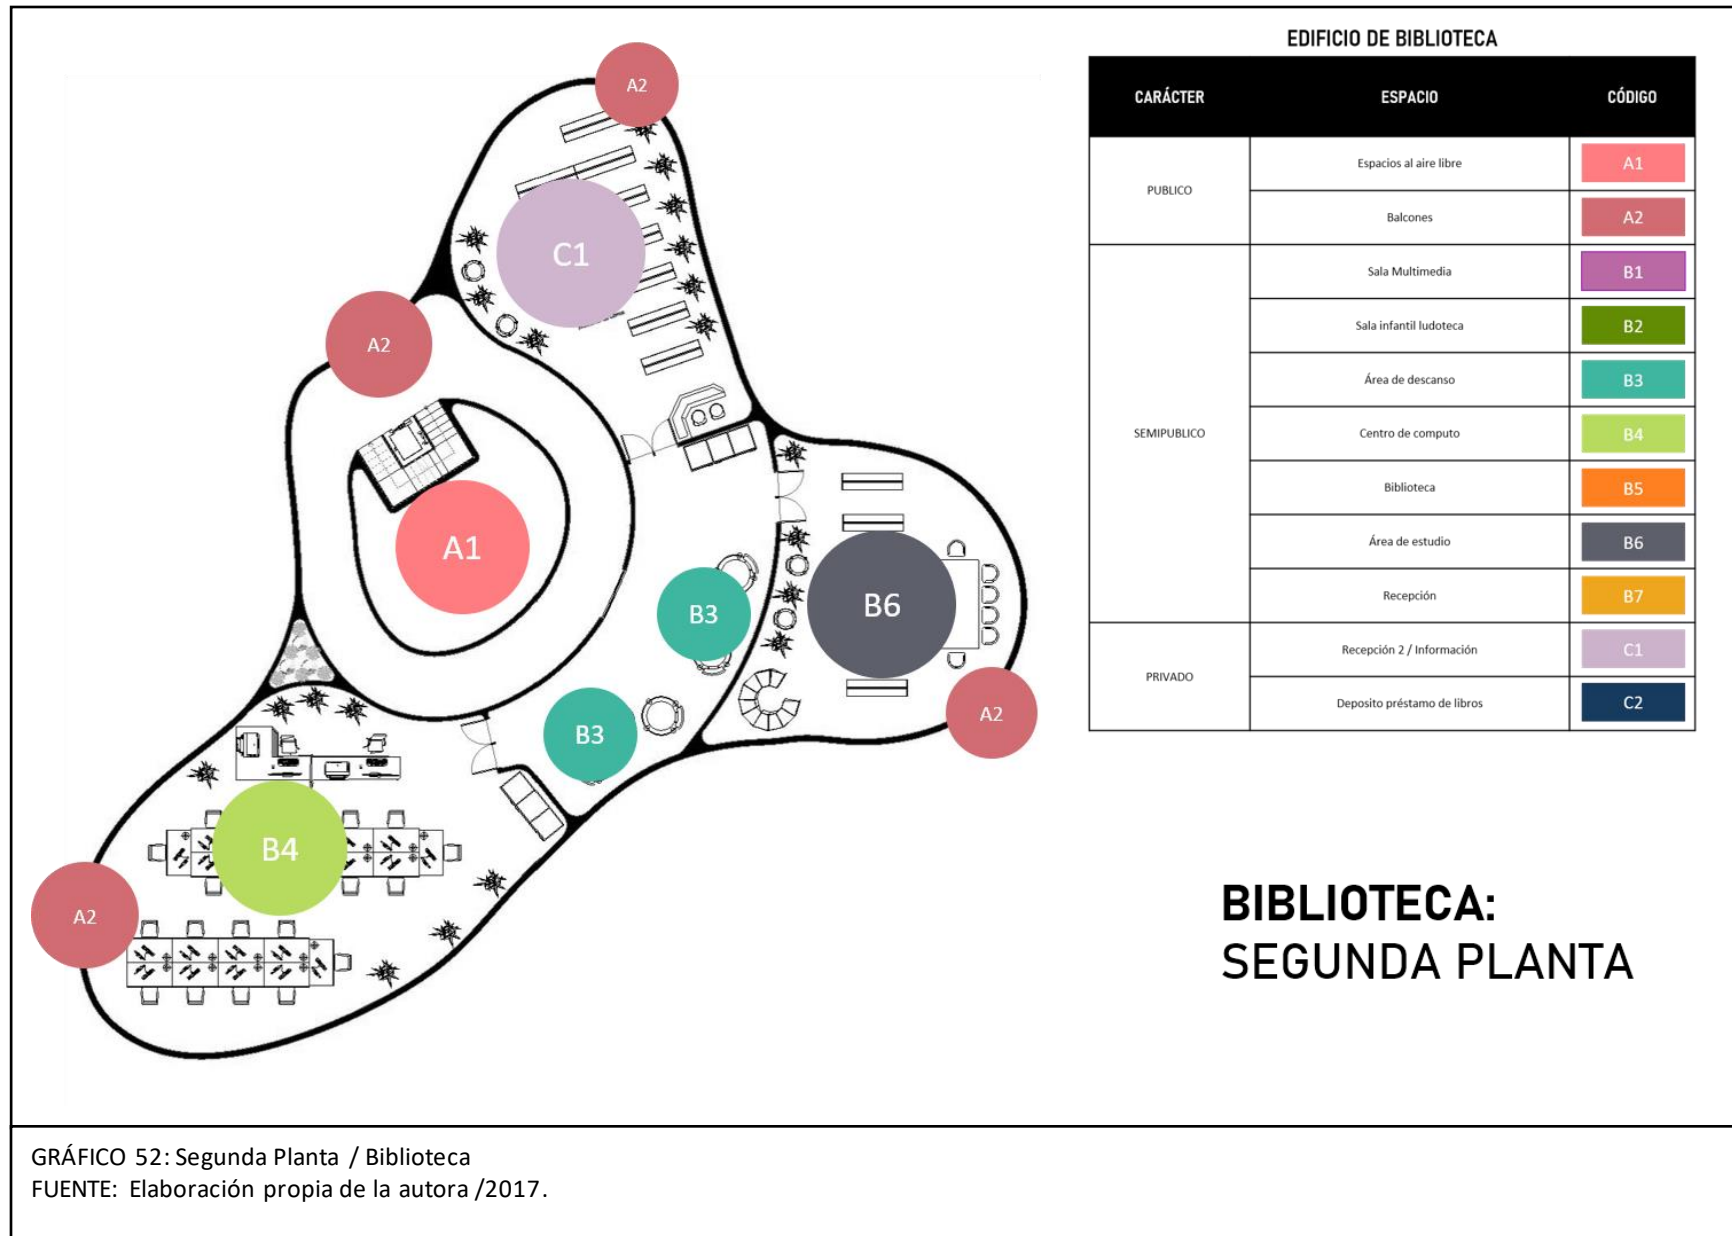 EDIFICIO DE BIBLIOTECA
CARÁCTER ESPACIO CÓDIGO
PUBLICO
Espacios al aire libre A1
Balcones A2
SEMIPUBLICO
Sala Multimedia B1
Sala infantil ludoteca B2
Área de descanso B3
Centro de computo B4
Biblioteca B5
Área de estudio B6
Recepción B7
PRIVADO
Recepción 2 / Información C1
Deposito préstamo de libros C2
A2
C1
A2
A1
B3
B6
A2
B3
B4
A2
BIBLIOTECA:
SEGUNDA PLANTA
GRÁFICO 52: Segunda Planta / Biblioteca
FUENTE: Elaboración propia de la autora /2017.